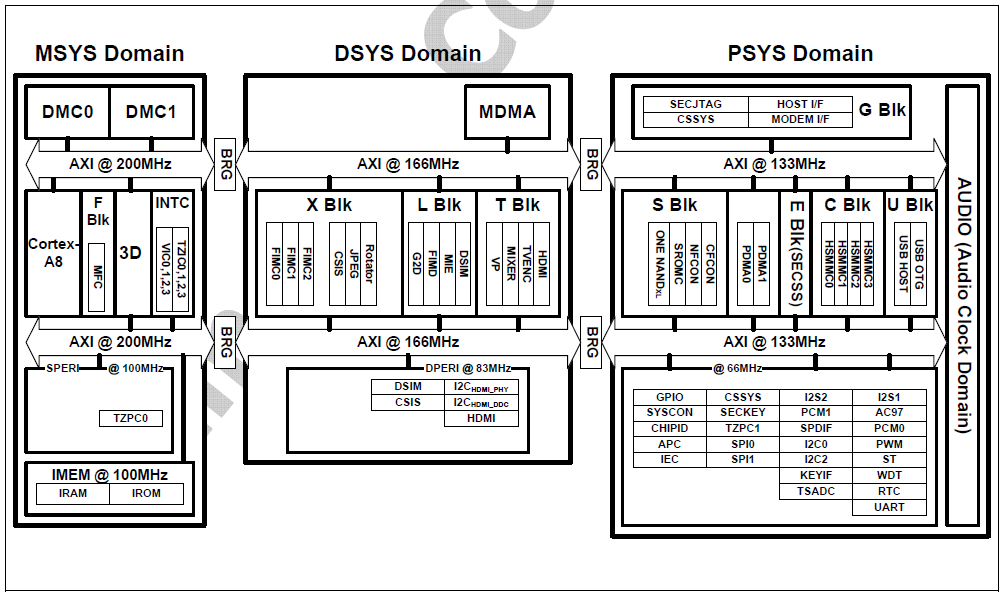 MSYS Domain
DSYS Domain
PSYS Domain
DMC0
DMC1
MDMA
SECJTAG
HOST I/F
CSSYS
MODEM I/F
G Blk
AXI @ 200MHz
BRG
AXI @ 166MHz
BRG
AXI @ 133MHz
AUDIO (Audio Clock Domain)
Cortex-
A8
F
Blk
MFC
3D
INTC
VIC0,1,2,3
TZIC0,1,2,3
X Blk
FIMC0
FIMC1
FIMC2
CSIS
JPEG
Rotator
L Blk
G2D
FIMD
MIE
DSIM
T Blk
VP
MIXER
TVENC
HDMI
S Blk
ONE NANDXL
SROMC
NFCON
CFCON
PDMA0
PDMA1
E Blk(SECSS)
C Blk
HSMMC0
HSMMC1
HSMMC2
HSMMC3
U Blk
USB HOST
USB OTG
AXI @ 200MHz
BRG
AXI @ 166MHz
BRG
AXI @ 133MHz
SPERI @ 100MHz
TZPC0
IMEM @ 100MHz
IRAM
IROM
DPERI @ 83MHz
DSIM
I2CHDMI_PHY
CSIS
I2CHDMI_DDC
HDMI
@ 66MHz
GPIO
CSSYS
I2S2
I2S1
SYSCON
SECKEY
PCM1
AC97
CHIPID
TZPC1
SPDIF
PCM0
APC
SPI0
I2C0
PWM
IEC
SPI1
I2C2
ST
KEYIF
WDT
TSADC
RTC
UART